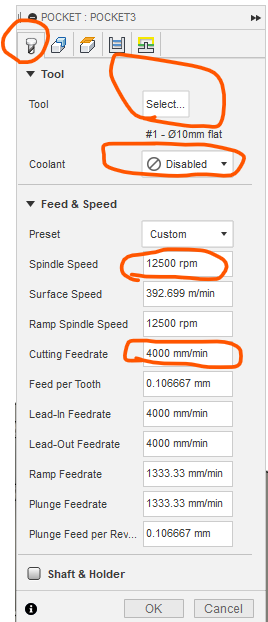 POCKET : POCKET3
Tool
Tool Select...
#1 - Ø10mm flat
Coolant Disabled
Feed & Speed
Preset Custom
Spindle Speed 12500 rpm
Surface Speed 392.699 m/min
Ramp Spindle Speed 12500 rpm
Cutting Feedrate 4000 mm/min
Feed per Tooth 0.106667 mm
Lead-In Feedrate 4000 mm/min
Lead-Out Feedrate 4000 mm/min
Ramp Feedrate 1333.33 mm/min
Plunge Feedrate 1333.33 mm/min
Plunge Feed per Rev... 0.106667 mm
Shaft & Holder
OK Cancel